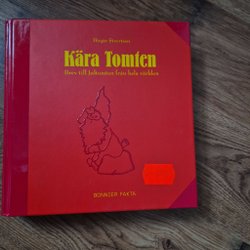 Kära Tomten
Brev till Jultomten från hela världen
BONNIER FAKTA